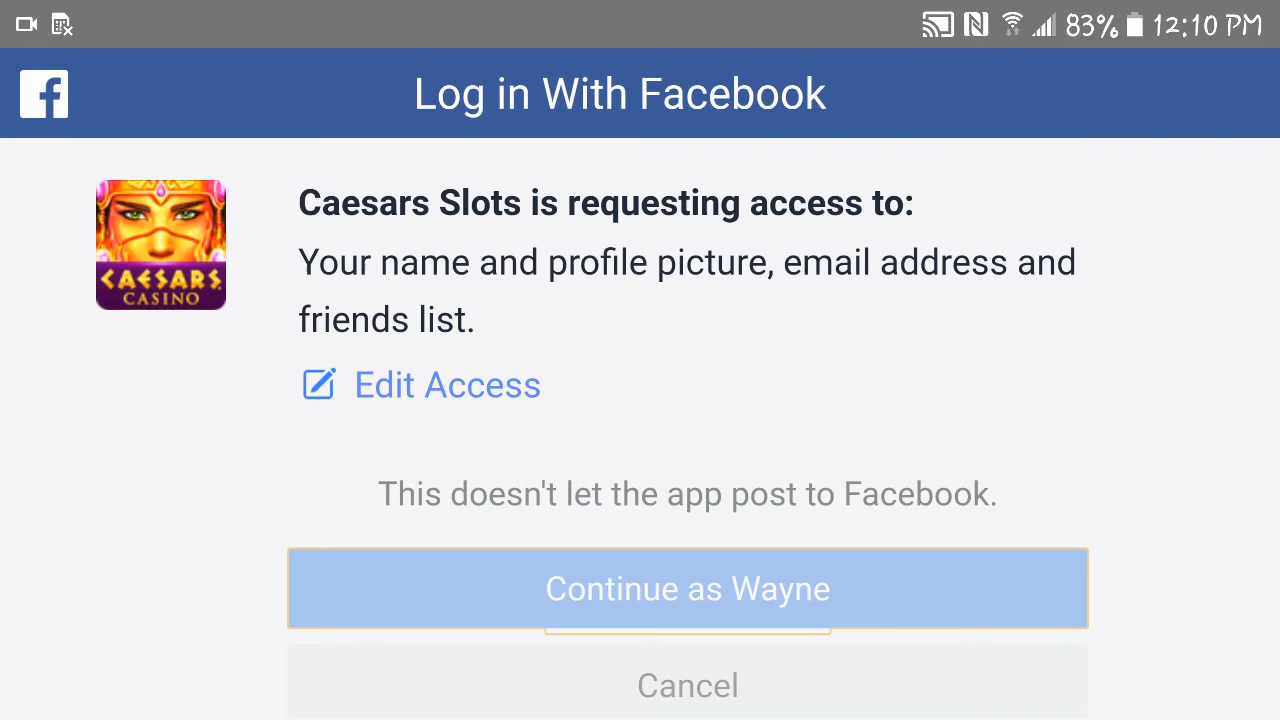 83% 12:10 PM
Log in With Facebook
Caesars Slots is requesting access to:
Your name and profile picture, email address and
friends list.
CAESARS
CASINO
Edit Access
This doesn't let the app post to Facebook.
Continue as Wayne
Cancel